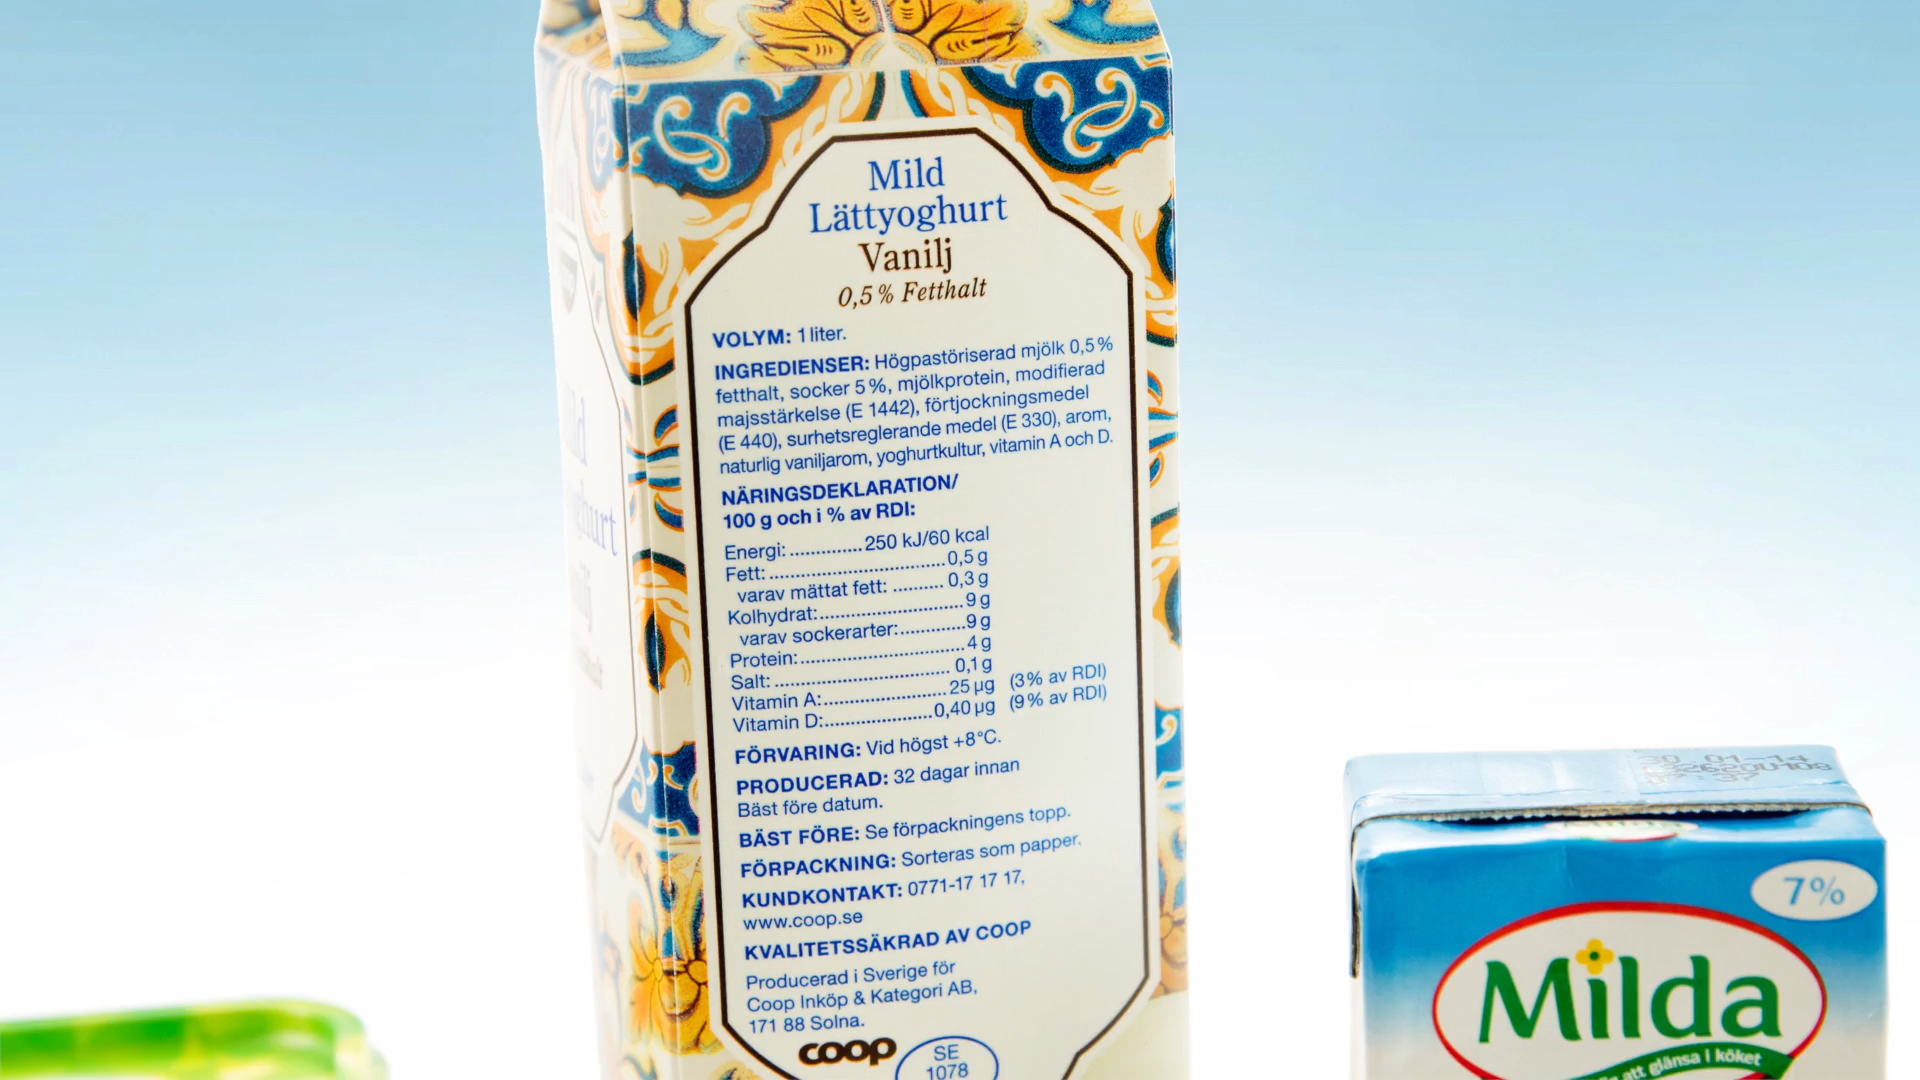 Mild
Lättyoghurt
Vanilj
0,5% Fetthalt
VOLYM: 1 liter.
INGREDIENSER: Högpastöriserad mjölk 0,5%
fetthalt, socker 5%, mjölkprotein, modifierad
majsstärkelse (E 1442), förtjockningsmedel
(E 440), surhetsreglerande medel (E 330), arom,
naturlig vaniljarom, yoghurtkultur, vitamin A och D.
NÄRINGSDEKLARATION/
100 g och i % av RDI:
Energi: .............. 250 kJ/60 kcal
Fett: .................................. 0,5 g
varav mättat fett: .......... 0,3 g
Kolhydrat: ........................... 9 g
varav sockerarter: ............. 9 g
Protein: ............................... 4 g
Salt: .................................. 0,1 g
Vitamin A: ....................... 25 µg (3% av RDI)
Vitamin D: ..................... 0,40 µg (9% av RDI)
FÖRVARING: Vid högst +8°C.
PRODUCERAD: 32 dagar innan
Bäst före datum.
BÄST FÖRE: Se förpackningens topp.
FÖRPACKNING: Sorteras som papper.
KUNDKONTAKT: 0771-17 17 17,
www.coop.se
KVALITETSSÄKRAD AV COOP
Producerad i Sverige för
Coop Inköp & Kategori AB,
171 88 Solna.
coop
SE
1078
30.01-14
7%
Milda
att glänsa i köket